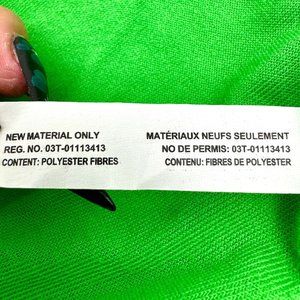 NEW MATERIAL ONLY
REG. NO. 03T-01113413
CONTENT: POLYESTER FIBRES
MATÉRIAUX NEUFS SEULEMENT
NO DE PERMIS: 03T-01113413
CONTENU: FIBRES DE POLYESTER